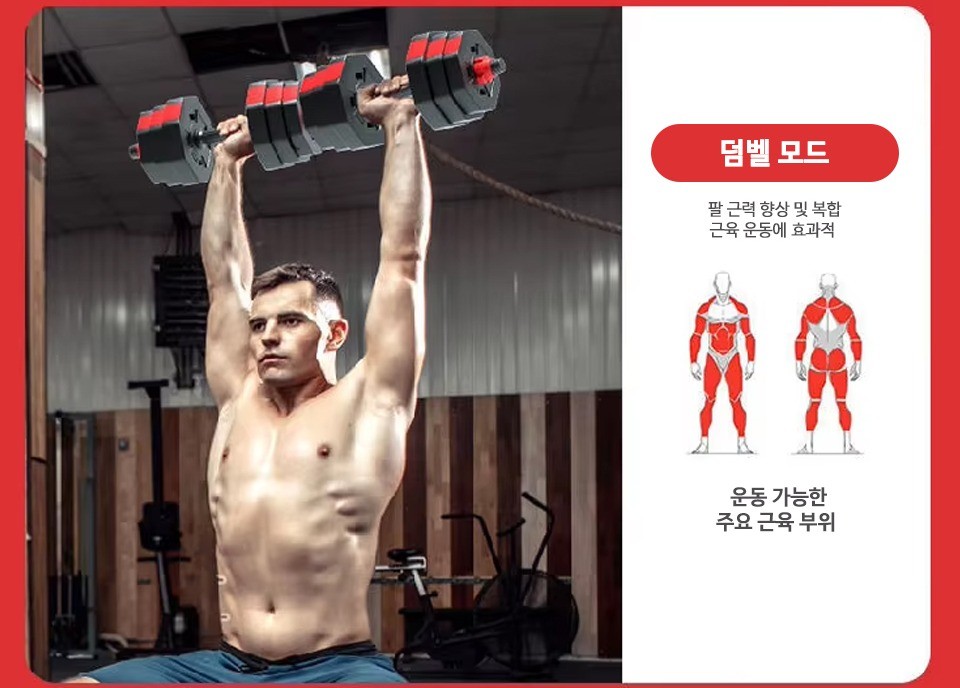 덤벨 모드
팔 근력 향상 및 복합
근육 운동에 효과적
운동 가능한
주요 근육 부위